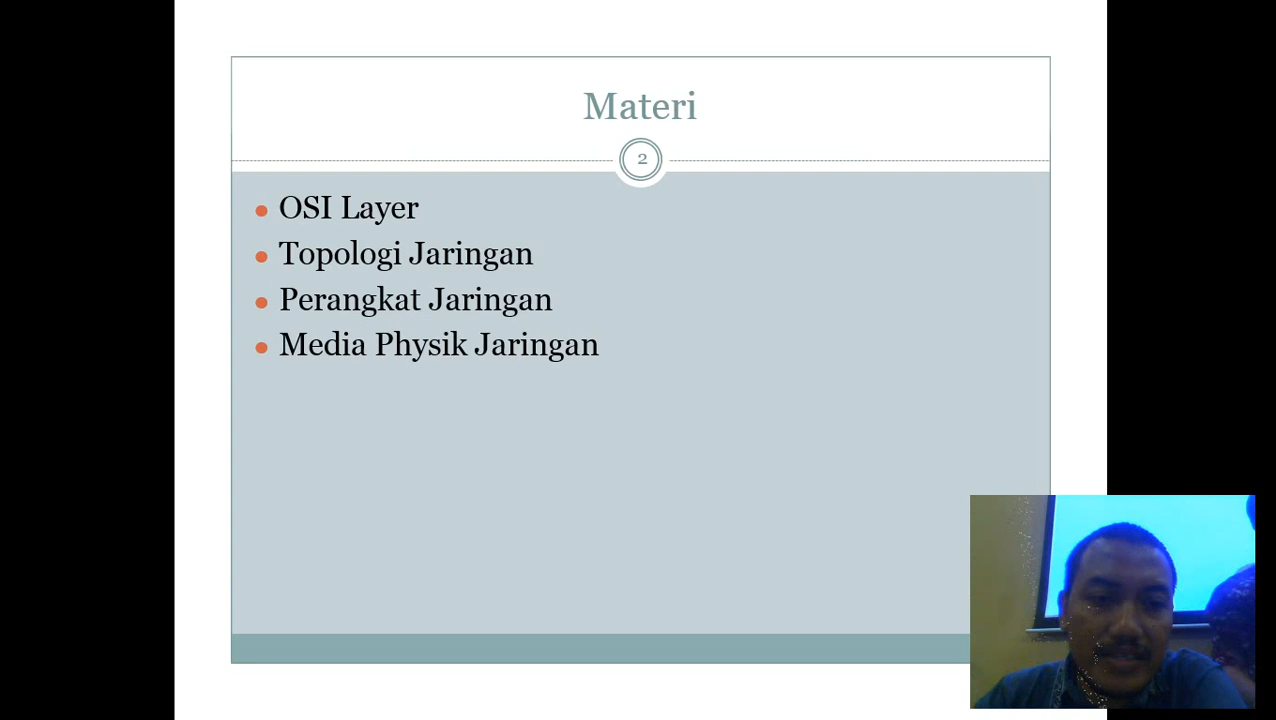 Materi
2
OSI Layer
Topologi Jaringan
Perangkat Jaringan
Media Physik Jaringan